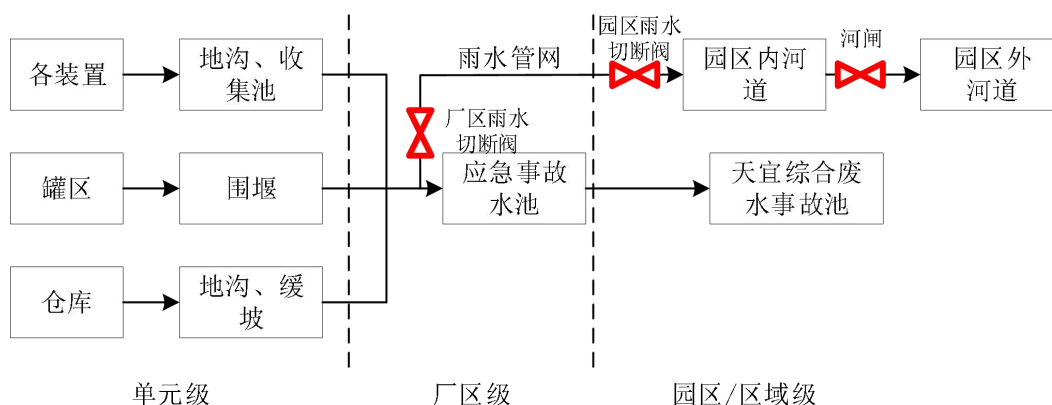 各装置
地沟、收
集池
雨水管网
园区雨水
切断阀
园区内河
道
河闸
园区外
河道
厂区雨水
切断阀
罐区
围堰
应急事故
水池
天宜综合废
水事故池
仓库
地沟、缓
坡
单元级
厂区级
园区/区域级